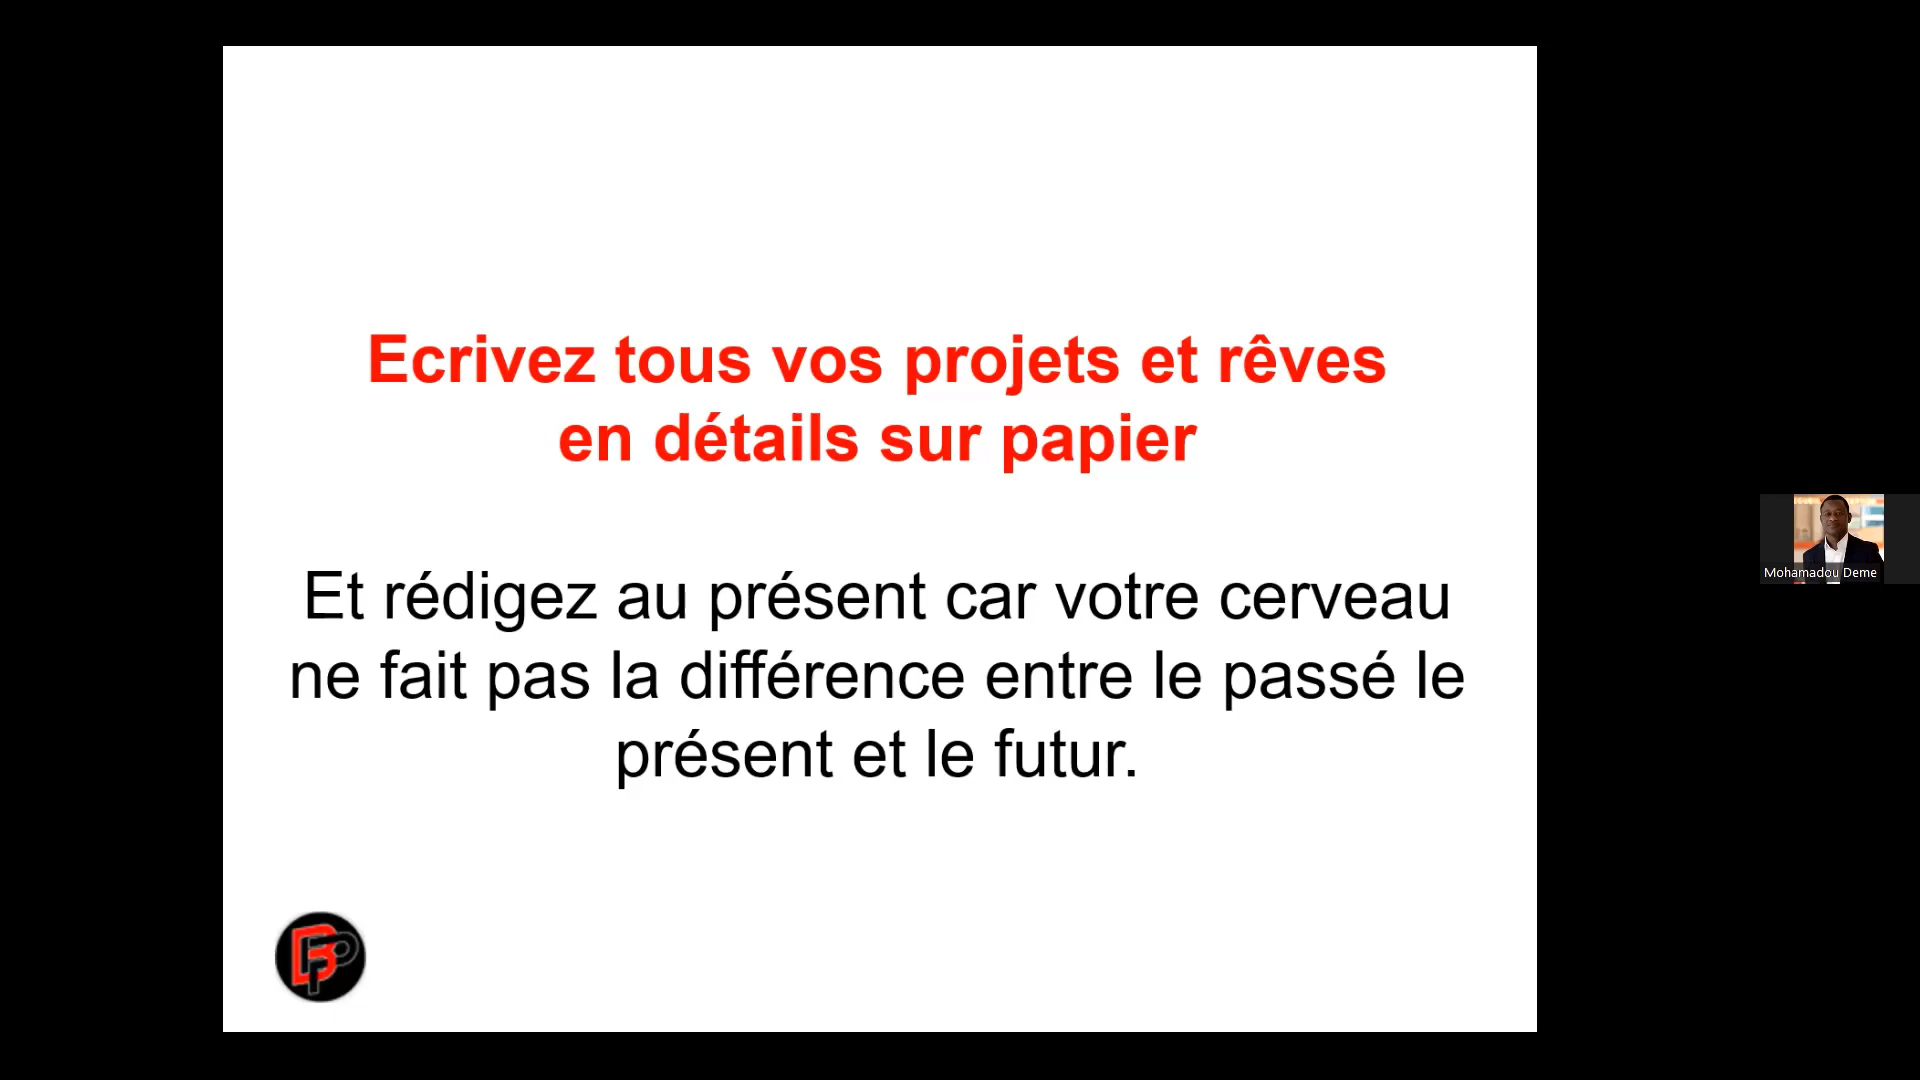 Ecrivez tous vos projets et rêves
en détails sur papier
Et rédigez au présent car votre cerveau
ne fait pas la différence entre le passé le
présent et le futur.
Mohamadou Deme